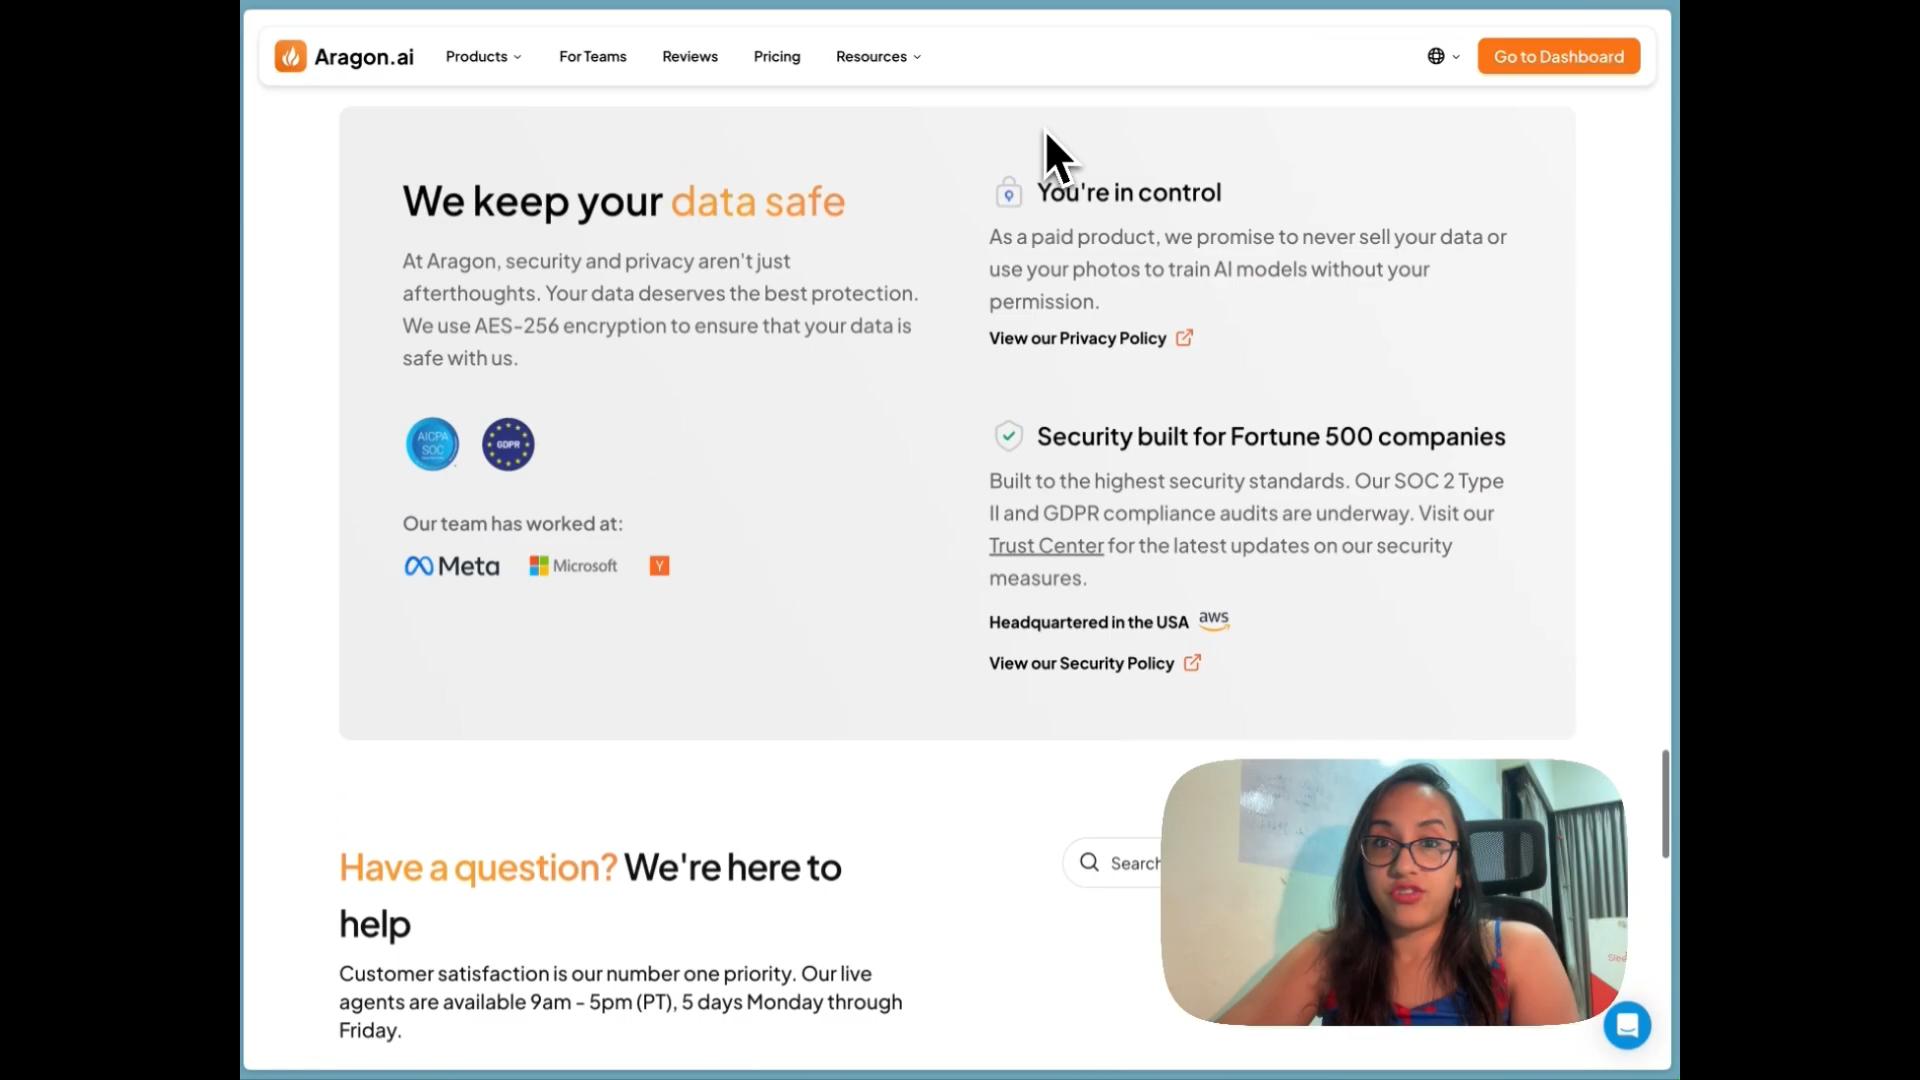 Aragon.ai
Products
For Teams
Reviews
Pricing
Resources
Go to Dashboard
We keep your data safe
At Aragon, security and privacy aren't just
afterthoughts. Your data deserves the best protection.
We use AES-256 encryption to ensure that your data is
safe with us.
AICPA
SOC
GDPR
Our team has worked at:
Meta
Microsoft
Y
You're in control
As a paid product, we promise to never sell your data or
use your photos to train AI models without your
permission.
View our Privacy Policy
Security built for Fortune 500 companies
Built to the highest security standards. Our SOC 2 Type
II and GDPR compliance audits are underway. Visit our
Trust Center for the latest updates on our security
measures.
Headquartered in the USA aws
View our Security Policy
Have a question? We're here to
help
Customer satisfaction is our number one priority. Our live
agents are available 9am - 5pm (PT), 5 days Monday through
Friday.
Search